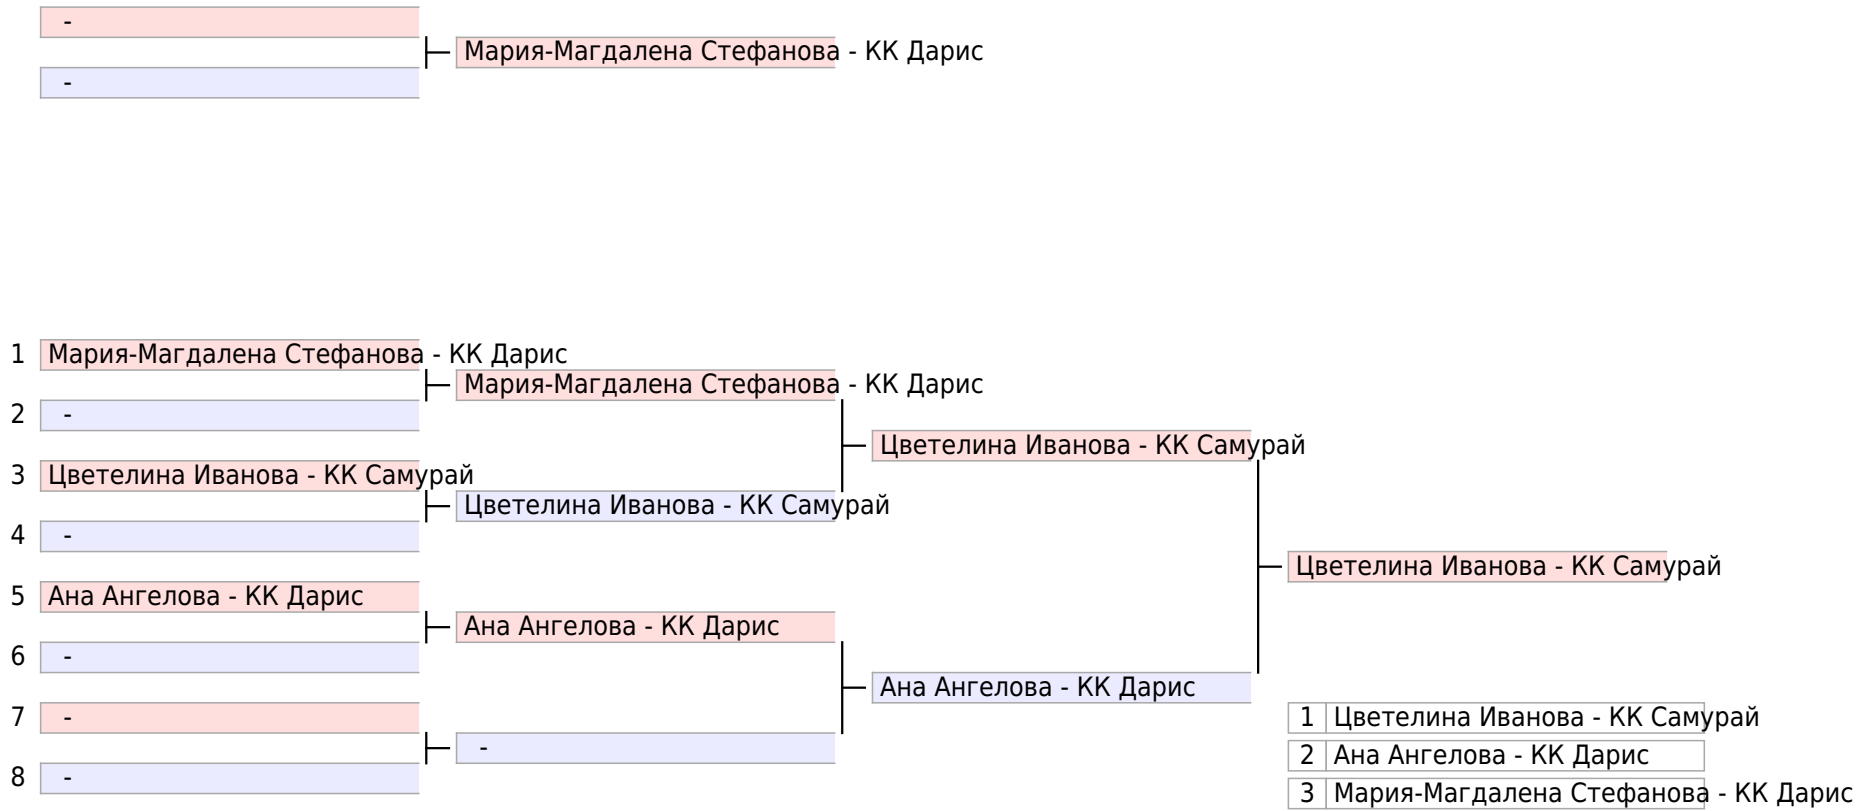 -
Мария-Магдалена Стефанова - КК Дарис
-
1 Мария-Магдалена Стефанова - КК Дарис
Мария-Магдалена Стефанова - КК Дарис
2 -
Цветелина Иванова - КК Самурай
3 Цветелина Иванова - КК Самурай
Цветелина Иванова - КК Самурай
4 -
Цветелина Иванова - КК Самурай
5 Ана Ангелова - КК Дарис
Ана Ангелова - КК Дарис
6 -
Ана Ангелова - КК Дарис
7 -
-
8 -
1 Цветелина Иванова - КК Самурай
2 Ана Ангелова - КК Дарис
3 Мария-Магдалена Стефанова - КК Дарис